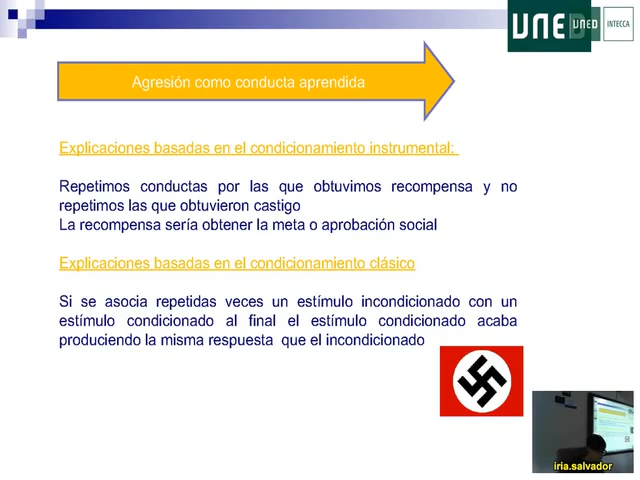 UNED
UNED
INTECCA
Agresión como conducta aprendida
Explicaciones basadas en el condicionamiento instrumental:
Repetimos conductas por las que obtuvimos recompensa y no
repetimos las que obtuvieron castigo
La recompensa sería obtener la meta o aprobación social
Explicaciones basadas en el condicionamiento clásico
Si se asocia repetidas veces un estímulo incondicionado con un
estímulo condicionado al final el estímulo condicionado acaba
produciendo la misma respuesta que el incondicionado
iria.salvador